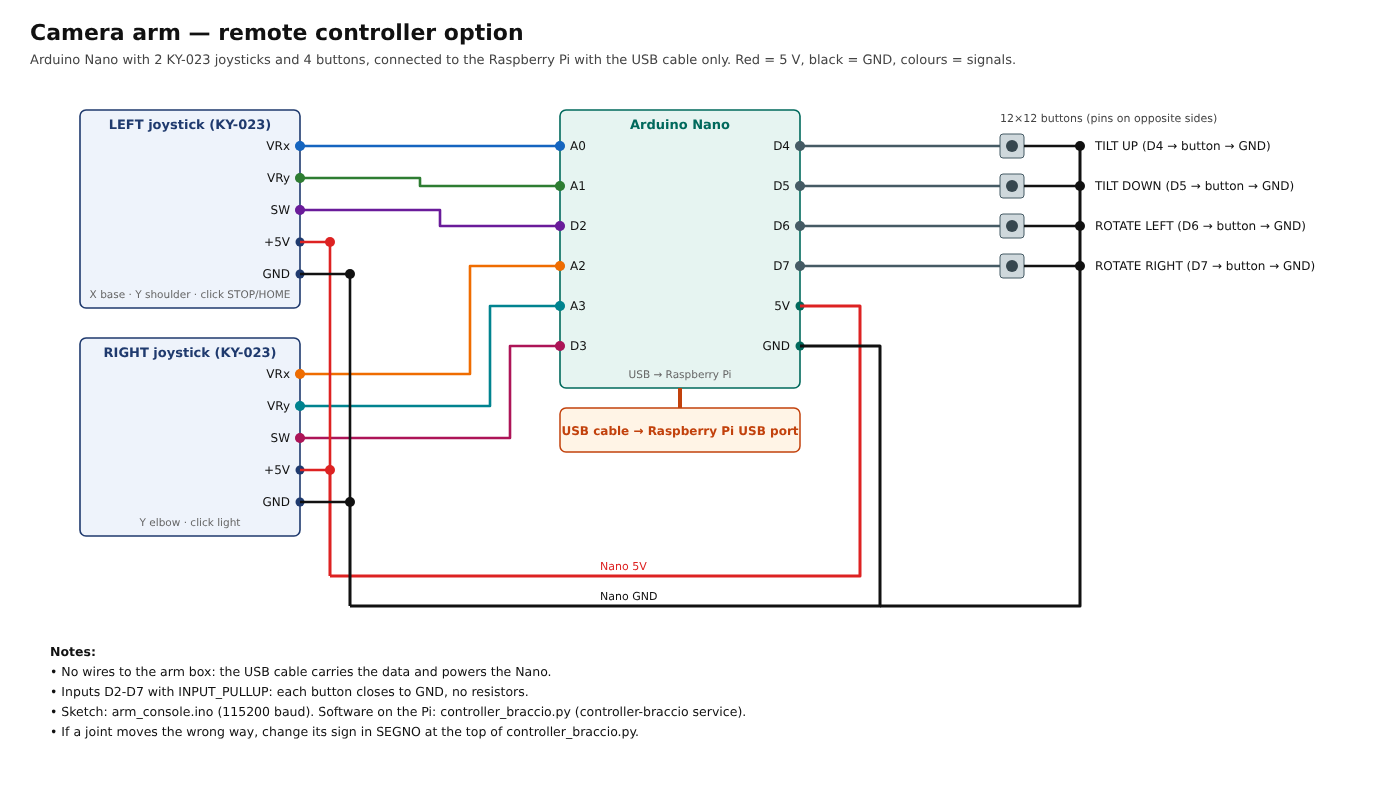 Camera arm — remote controller option
Arduino Nano with 2 KY-023 joysticks and 4 buttons, connected to the Raspberry Pi with the USB cable only. Red = 5 V, black = GND, colours = signals.
LEFT joystick (KY-023)
VRx
VRy
SW
+5V
GND
X base · Y shoulder · click STOP/HOME
RIGHT joystick (KY-023)
VRx
VRy
SW
+5V
GND
Y elbow · click light
Arduino Nano
A0
A1
D2
A2
A3
D3
D4
D5
D6
D7
5V
GND
USB → Raspberry Pi
USB cable → Raspberry Pi USB port
12×12 buttons (pins on opposite sides)
TILT UP (D4 → button → GND)
TILT DOWN (D5 → button → GND)
ROTATE LEFT (D6 → button → GND)
ROTATE RIGHT (D7 → button → GND)
Nano 5V
Nano GND
Notes:
• No wires to the arm box: the USB cable carries the data and powers the Nano.
• Inputs D2-D7 with INPUT_PULLUP: each button closes to GND, no resistors.
• Sketch: arm_console.ino (115200 baud). Software on the Pi: controller_braccio.py (controller-braccio service).
• If a joint moves the wrong way, change its sign in SEGNO at the top of controller_braccio.py.